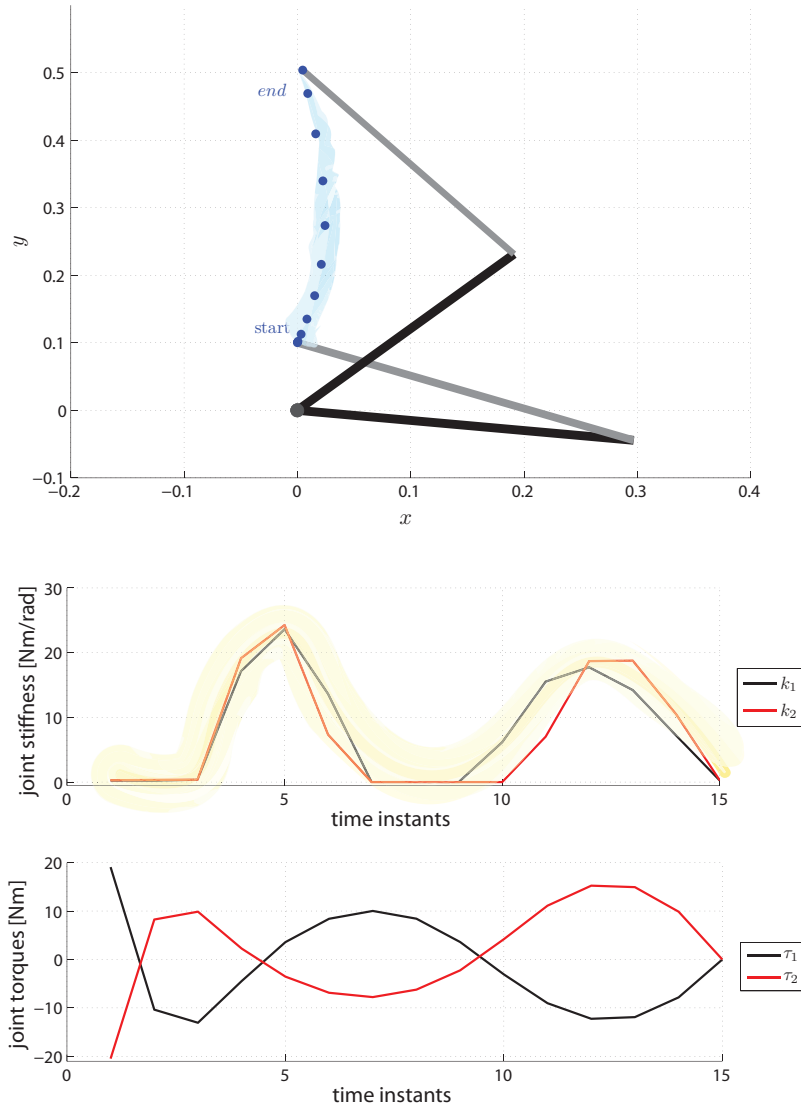 0.5
end
0.4
0.3
y
0.2
start
0.1
0
−0.1
−0.2
−0.1
0
0.1
0.2
0.3
0.4
x
30
20
10
0
joint stiffness [Nm/rad]
k1
k2
0
5
10
15
time instants
20
10
0
−10
−20
joint torques [Nm]
τ1
τ2
0
5
10
15
time instants